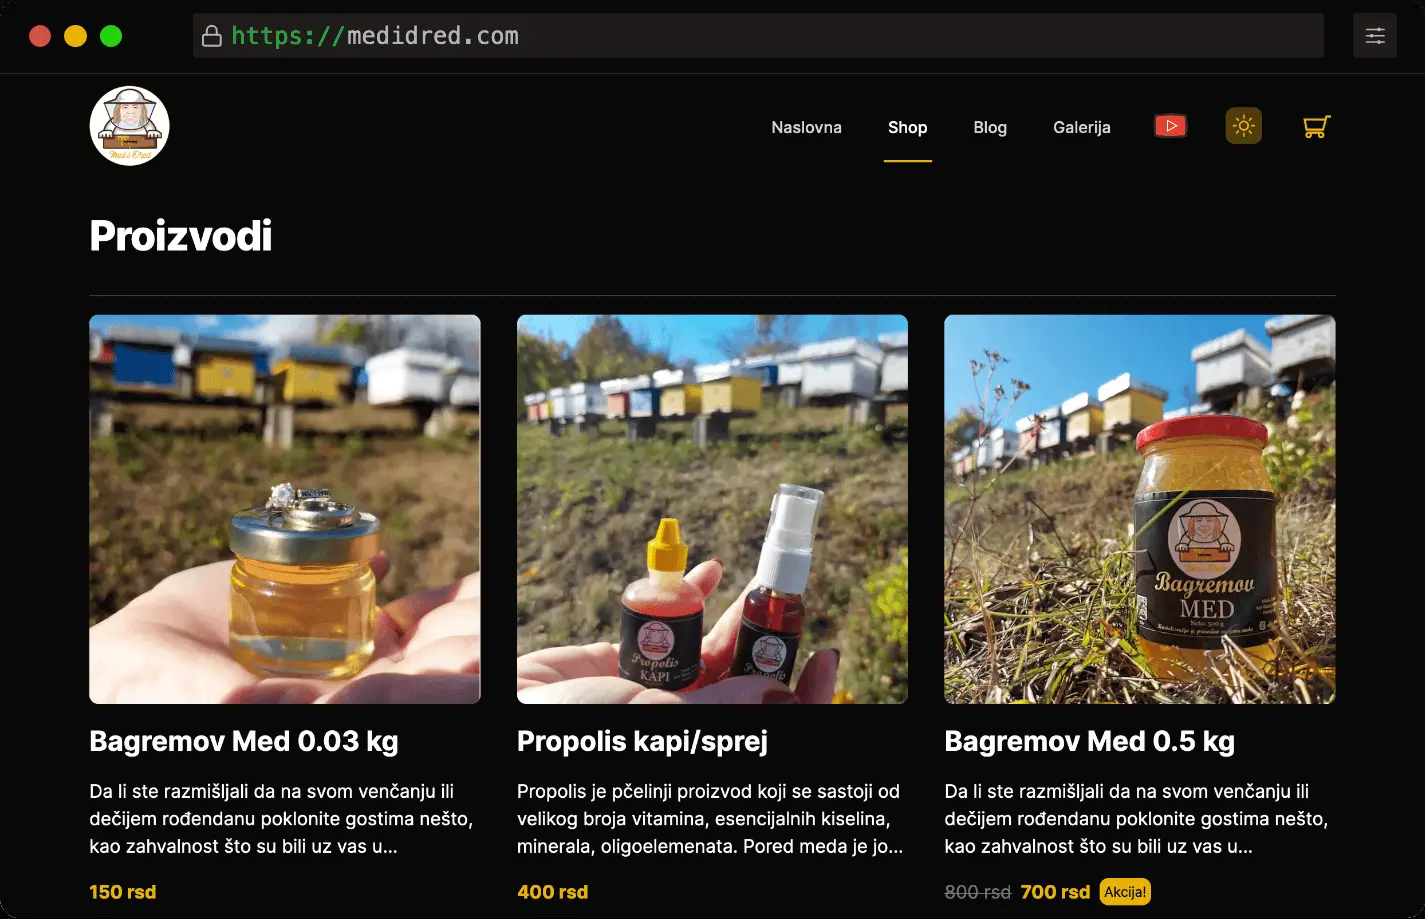 https://medidred.com
Med i Dred
Naslovna
Shop
Blog
Galerija
Proizvodi
Propolis
KAPI
Propolis
Bagremov
MED
Neto: 500 g
Bagremov Med 0.03 kg
Propolis kapi/sprej
Bagremov Med 0.5 kg
Da li ste razmišljali da na svom venčanju ili
dečijem rođendanu poklonite gostima nešto,
kao zahvalnost što su bili uz vas u...
Propolis je pčelinji proizvod koji se sastoji od
velikog broja vitamina, esencijalnih kiselina,
minerala, oligoelemenata. Pored meda je jo...
Da li ste razmišljali da na svom venčanju ili
dečijem rođendanu poklonite gostima nešto,
kao zahvalnost što su bili uz vas u...
150 rsd
400 rsd
800 rsd 700 rsd Akcija!